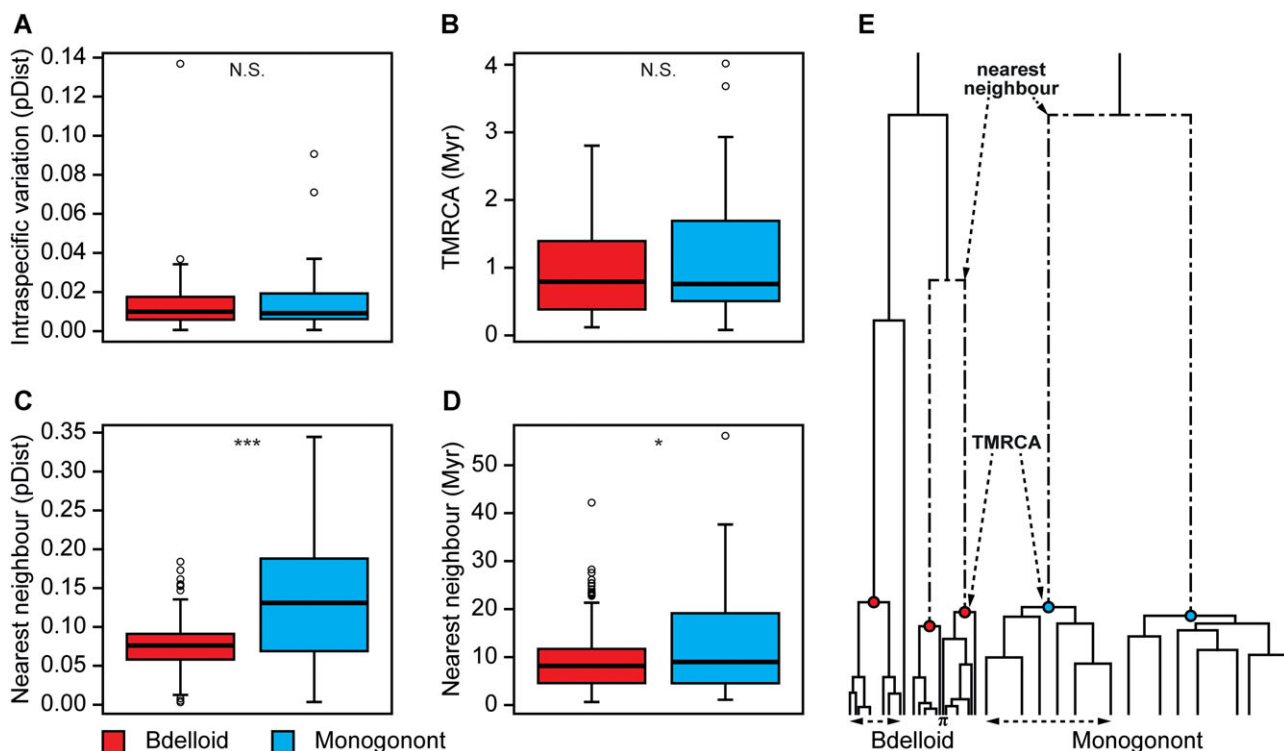 A
Intraspecific variation (pDist)
0.14
0.12
0.10
0.08
0.06
0.04
0.02
0.00
N.S.
B
TMRCA (Myr)
4
3
2
1
0
N.S.
C
Nearest neighbour (pDist)
0.35
0.30
0.25
0.20
0.15
0.10
0.05
0.00
***
D
Nearest neighbour (Myr)
50
40
30
20
10
0
*
Bdelloid
Monogonont
E
nearest
neighbour
TMRCA
π
Bdelloid
Monogonont